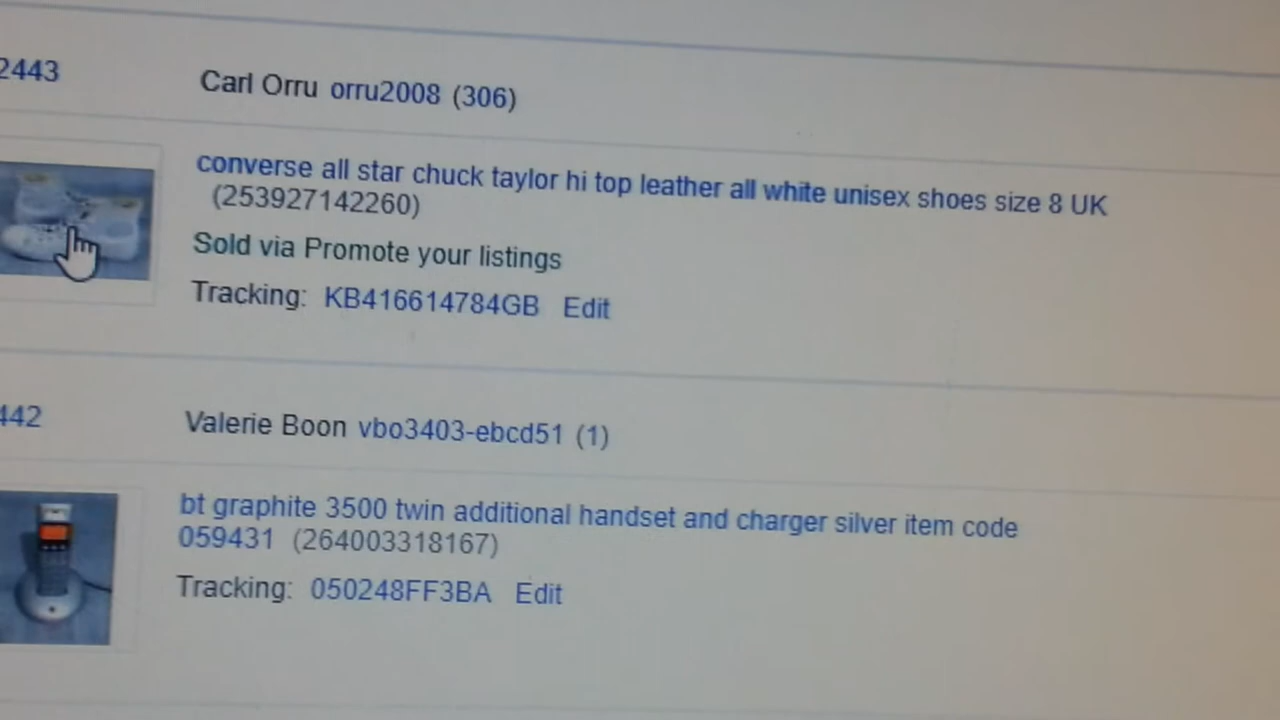 2443
Carl Orru orru2008 (306)
converse all star chuck taylor hi top leather all white unisex shoes size 8 UK
(253927142260)
Sold via Promote your listings
Tracking: KB416614784GB Edit
442
Valerie Boon vbo3403-ebcd51 (1)
bt graphite 3500 twin additional handset and charger silver item code
059431 (264003318167)
Tracking: 050248FF3BA Edit